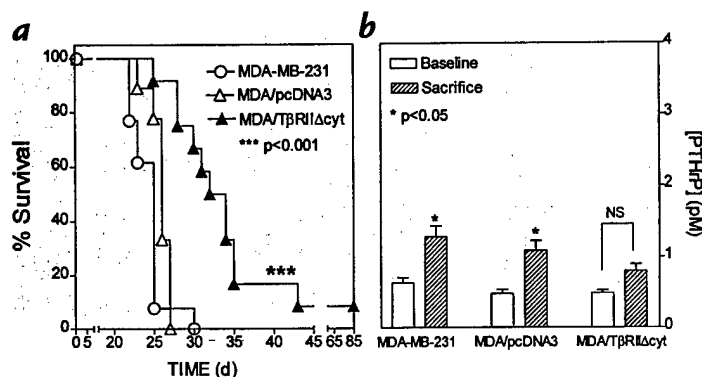 a
b
100
80
60
40
20
0
% Survival
MDA-MB-231
MDA/pcDNA3
MDA/TβRIIΔcyt
*** p<0.001
***
0 5 20 25 30 35 40 45 65 85
TIME (d)
Baseline
Sacrifice
* p<0.05
*
*
NS
4
3
2
1
0
[PTHrP] (pM)
MDA-MB-231
MDA/pcDNA3
MDA/TβRIIΔcyt